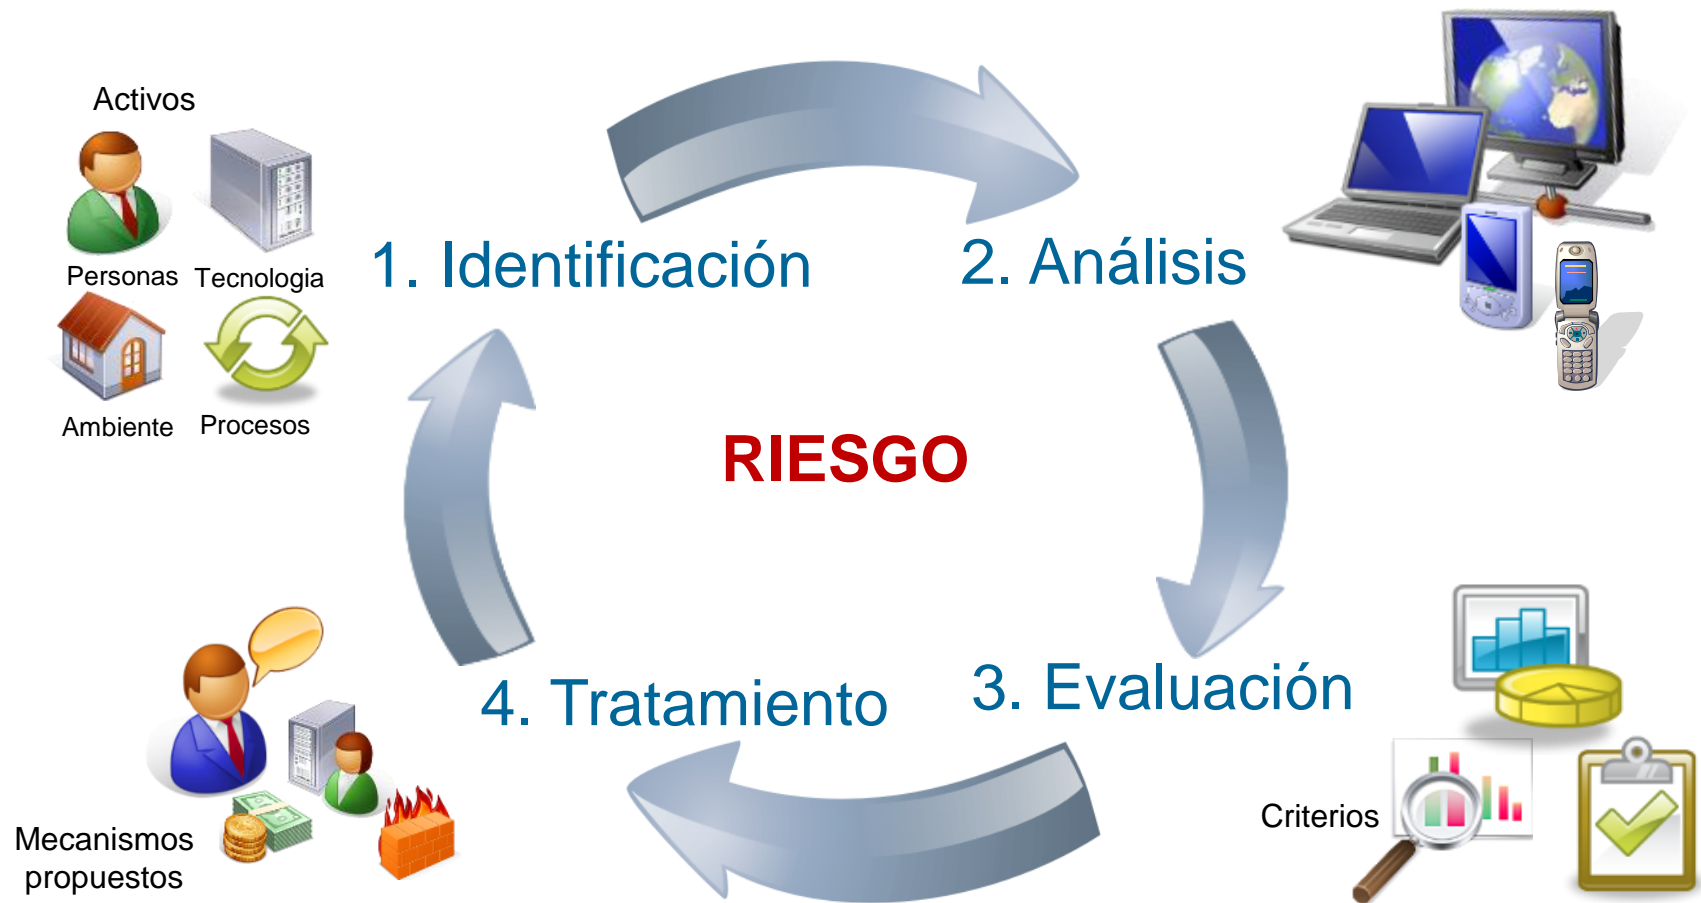 Activos
Personas
Tecnologia
Ambiente
Procesos
1. Identificación
2. Análisis
RIESGO
3. Evaluación
4. Tratamiento
Criterios
Mecanismos
propuestos